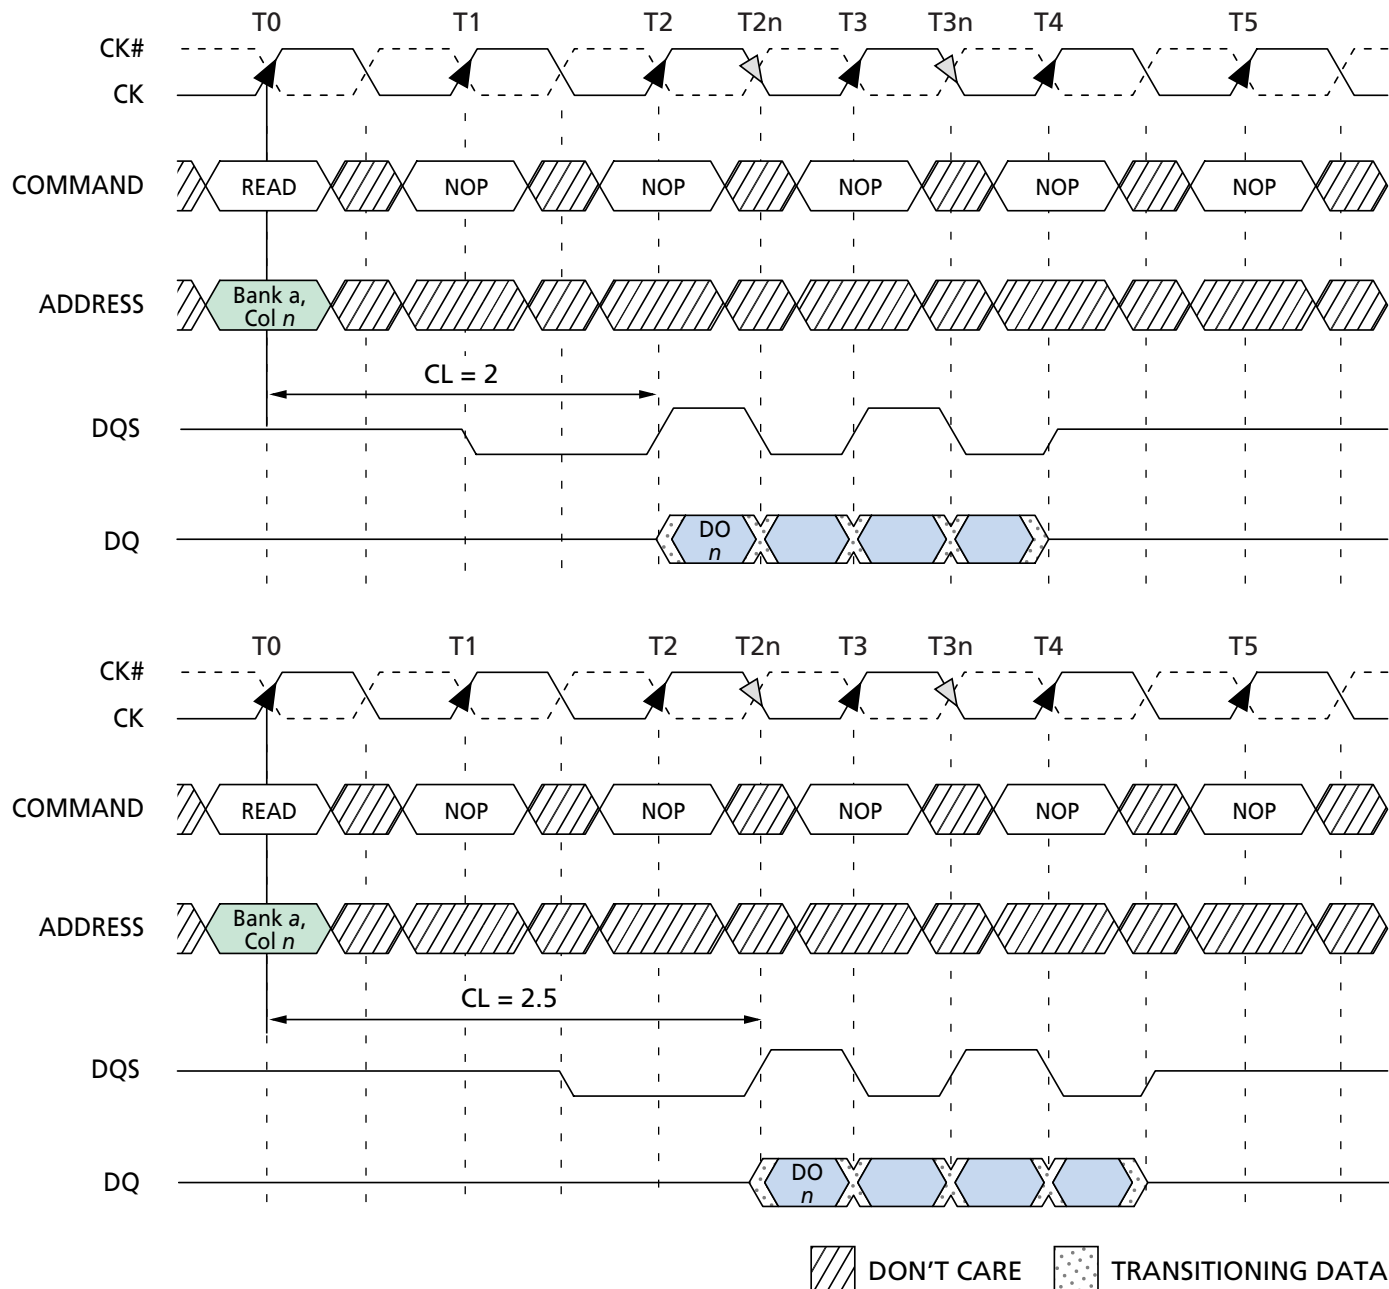 T0 T1 T2 T2n T3 T3n T4 T5
CK#
CK
COMMAND READ NOP NOP NOP NOP NOP
ADDRESS Bank a,
Col n
CL = 2
DQS
DQ DO
n
T0 T1 T2 T2n T3 T3n T4 T5
CK#
CK
COMMAND READ NOP NOP NOP NOP NOP
ADDRESS Bank a,
Col n
CL = 2.5
DQS
DQ DO
n
DON'T CARE TRANSITIONING DATA